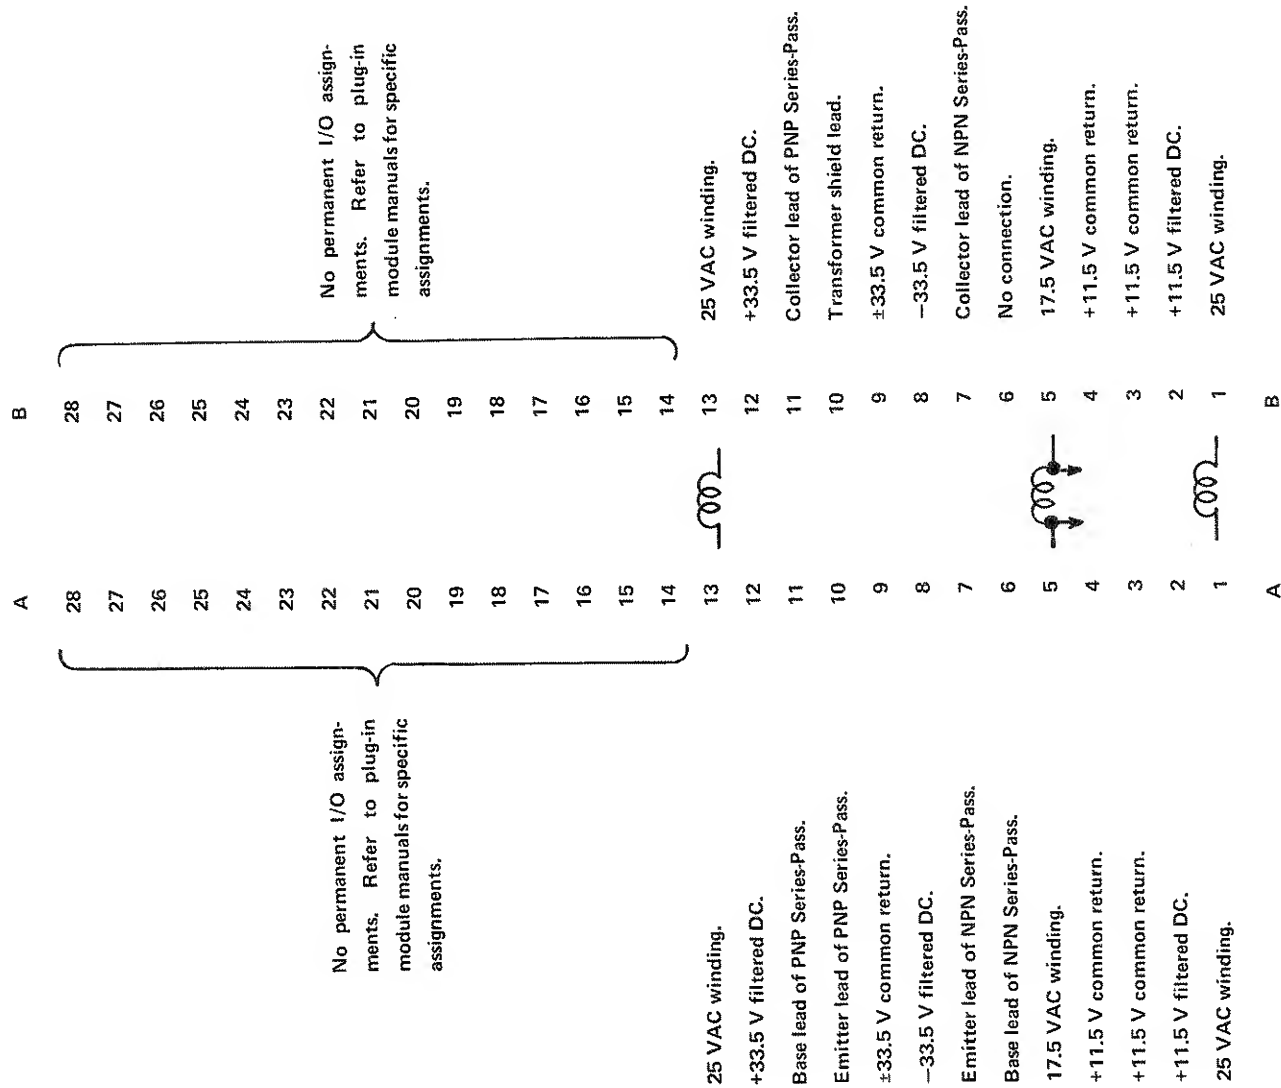 A B
28 28
27 27
26 26
25 25
24 24
23 23
22 22
21 21
20 20
19 19
18 18
17 17
16 16
15 15
14 14
No permanent I/O assign-
ments. Refer to plug-in
module manuals for specific
assignments.
No permanent I/O assign-
ments. Refer to plug-in
module manuals for specific
assignments.
25 VAC winding. 13 13 25 VAC winding.
+33.5 V filtered DC. 12 12 +33.5 V filtered DC.
Base lead of PNP Series-Pass. 11 11 Collector lead of PNP Series-Pass.
Emitter lead of PNP Series-Pass. 10 10 Transformer shield lead.
±33.5 V common return. 9 9 ±33.5 V common return.
−33.5 V filtered DC. 8 8 −33.5 V filtered DC.
Emitter lead of NPN Series-Pass. 7 7 Collector lead of NPN Series-Pass.
Base lead of NPN Series-Pass. 6 6 No connection.
17.5 VAC winding. 5 5 17.5 VAC winding.
+11.5 V common return. 4 4 +11.5 V common return.
+11.5 V common return. 3 3 +11.5 V common return.
+11.5 V filtered DC. 2 2 +11.5 V filtered DC.
25 VAC winding. 1 1 25 VAC winding.
A B